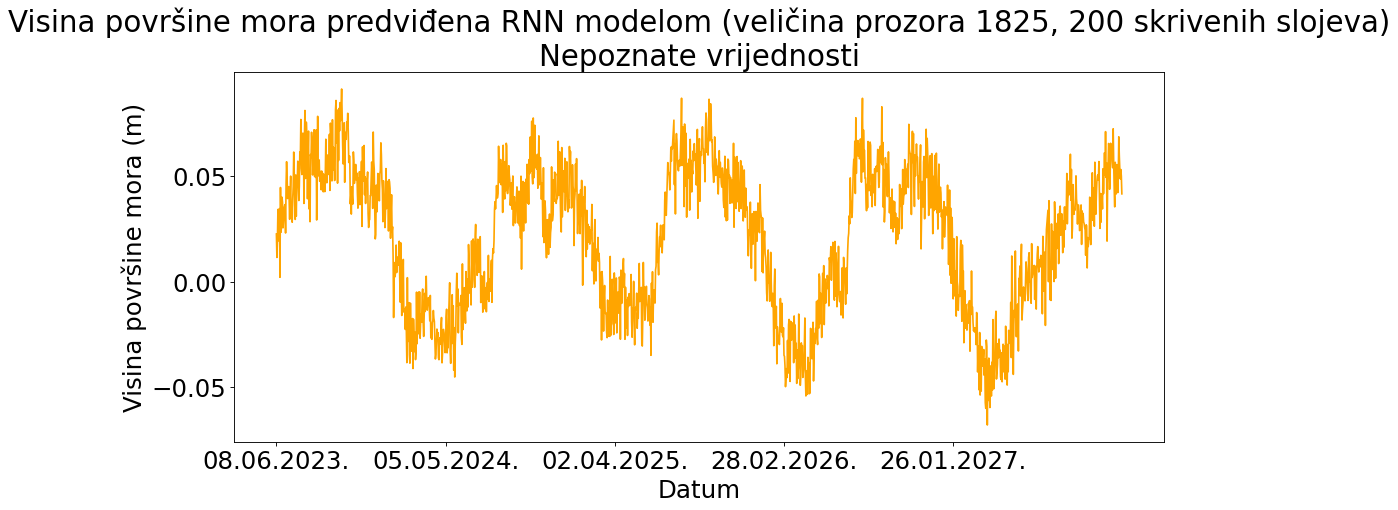 Visina površine mora predviđena RNN modelom (veličina prozora 1825, 200 skrivenih slojeva)
Nepoznate vrijednosti
Visina površine mora (m)
0.05
0.00
−0.05
08.06.2023. 05.05.2024. 02.04.2025. 28.02.2026. 26.01.2027.
Datum